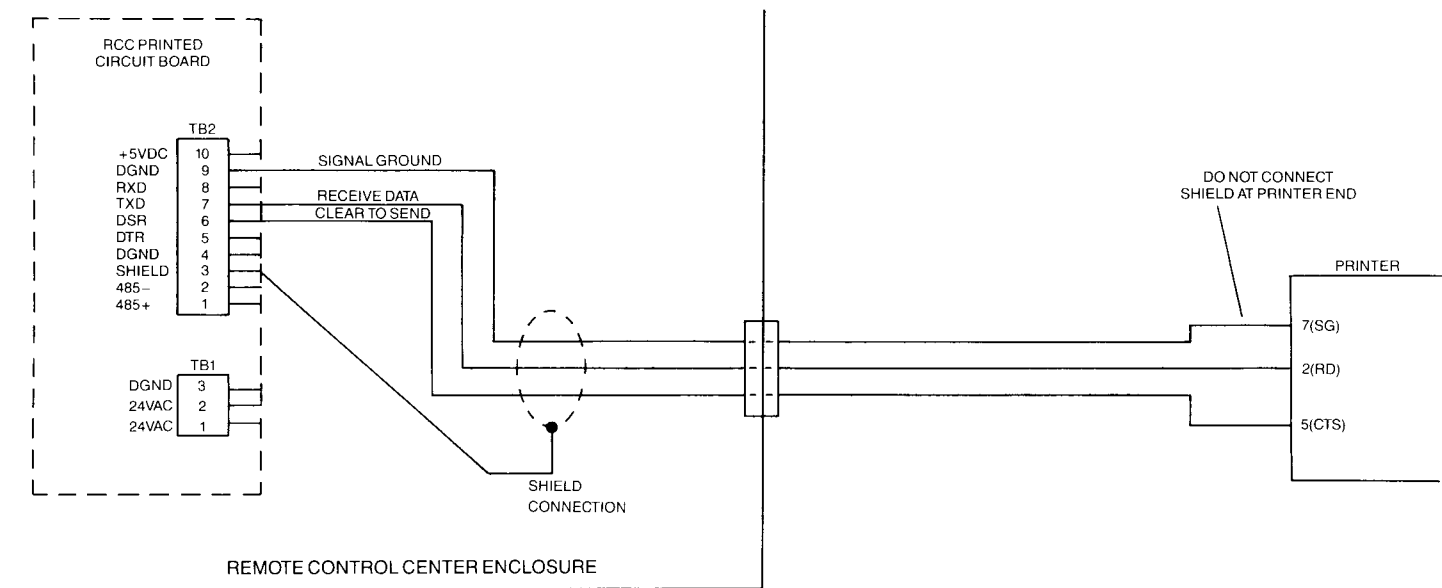 RCC PRINTED
CIRCUIT BOARD
TB2
+5VDC 10
DGND 9
RXD 8
TXD 7
DSR 6
DTR 5
DGND 4
SHIELD 3
485− 2
485+ 1
SIGNAL GROUND
RECEIVE DATA
CLEAR TO SEND
TB1
DGND 3
24VAC 2
24VAC 1
SHIELD
CONNECTION
DO NOT CONNECT
SHIELD AT PRINTER END
PRINTER
7(SG)
2(RD)
5(CTS)
REMOTE CONTROL CENTER ENCLOSURE